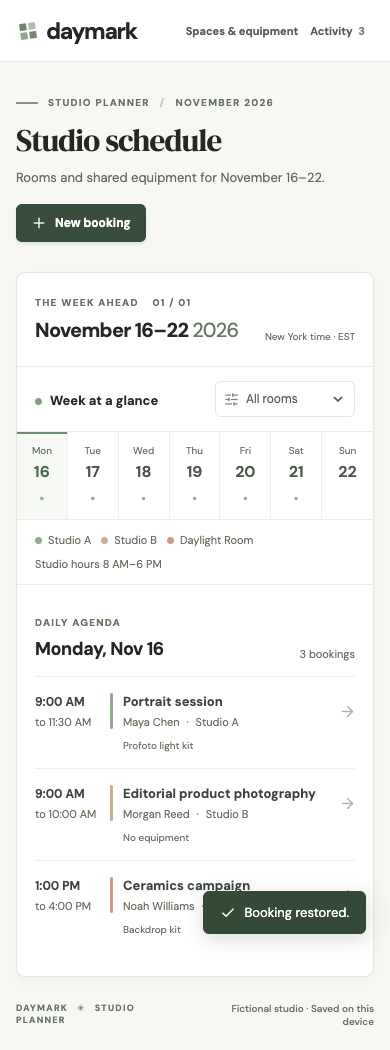 daymark
Spaces & equipment Activity 3
STUDIO PLANNER / NOVEMBER 2026
Studio schedule
Rooms and shared equipment for November 16–22.
New booking
THE WEEK AHEAD 01 / 01
November 16–22 2026
New York time · EST
Week at a glance
All rooms
Mon Tue Wed Thu Fri Sat Sun
16 17 18 19 20 21 22
Studio A Studio B Daylight Room
Studio hours 8 AM–6 PM
DAILY AGENDA
Monday, Nov 16
3 bookings
9:00 AM Portrait session
to 11:30 AM Maya Chen · Studio A
Profoto light kit
9:00 AM Editorial product photography
to 10:00 AM Morgan Reed · Studio B
No equipment
1:00 PM Ceramics campaign
to 4:00 PM Noah Williams ·
Backdrop kit
Booking restored.
DAYMARK ✳ STUDIO
PLANNER
Fictional studio · Saved on this
device